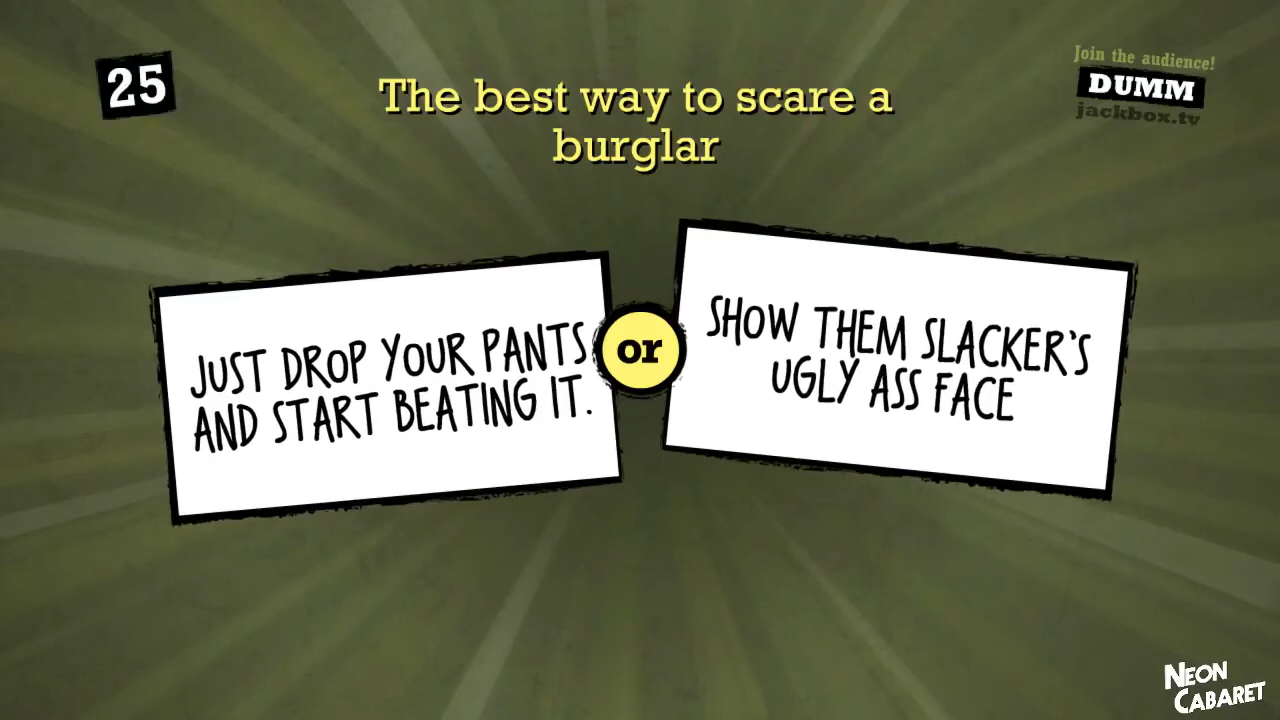 25
The best way to scare a
burglar
Join the audience!
DUMM
jackbox.tv
JUST DROP YOUR PANTS
AND START BEATING IT.
or
SHOW THEM SLACKER'S
UGLY ASS FACE
NEON
CABARET